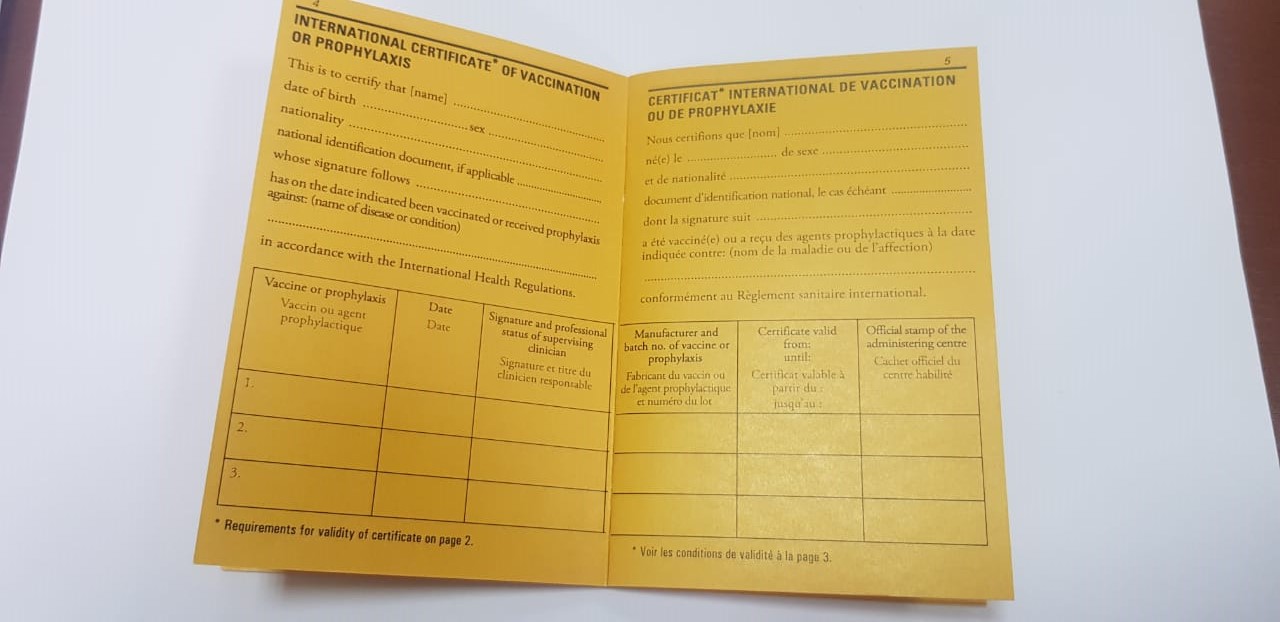 4
INTERNATIONAL CERTIFICATE* OF VACCINATION
OR PROPHYLAXIS
This is to certify that [name] ............................................
date of birth ............................ sex ..............................
nationality ...................................................................
national identification document, if applicable .......................
whose signature follows ................................................
has on the date indicated been vaccinated or received prophylaxis
against: (name of disease or condition)
..................................................................................
in accordance with the International Health Regulations.
Vaccine or prophylaxis
Vaccin ou agent
prophylactique
Date
Date
Signature and professional
status of supervising
clinician
Signature et titre du
clinicien responsable
1.
2.
3.
* Requirements for validity of certificate on page 2.
5
CERTIFICAT* INTERNATIONAL DE VACCINATION
OU DE PROPHYLAXIE
Nous certifions que [nom] ................................................
né(e) le ........................ de sexe ......................................
et de nationalité ..............................................................
document d'identification national, le cas échéant .....................
dont la signature suit ........................................................
a été vacciné(e) ou a reçu des agents prophylactiques à la date
indiquée contre: (nom de la maladie ou de l'affection)
..................................................................................
conformément au Règlement sanitaire international.
Manufacturer and
batch no. of vaccine or
prophylaxis
Fabricant du vaccin ou
de l'agent prophylactique
et numéro du lot
Certificate valid
from:
until:
Certificat valable à
partir du :
jusqu'au :
Official stamp of the
administering centre
Cachet officiel du
centre habilité
* Voir les conditions de validité à la page 3.